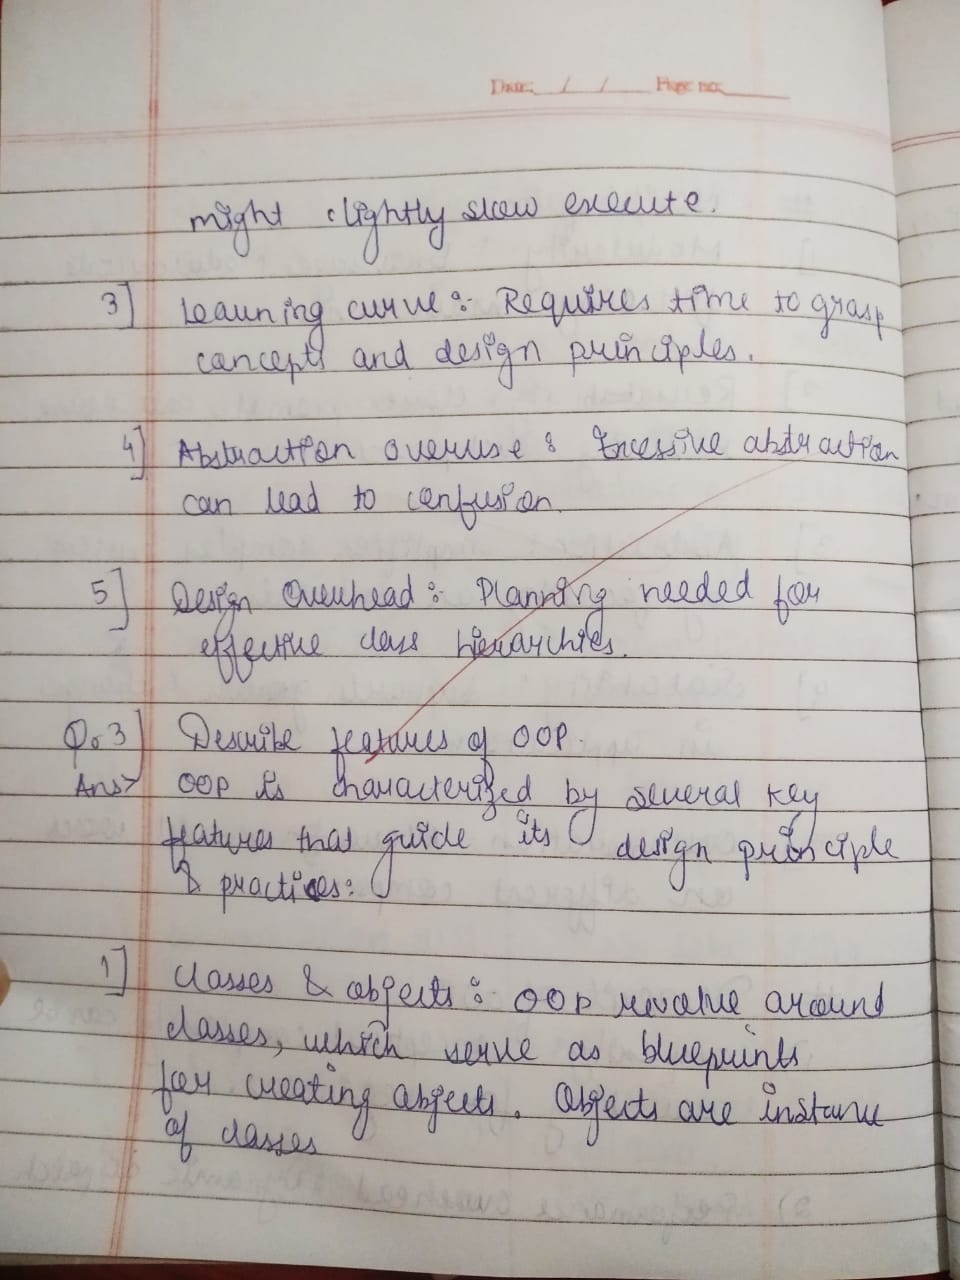 Date: / / Page no:
might slightly slow execute.
3] Learning curve :- Requires time to grasp
concepts and design principles.
4] Abstraction overuse : Excessive abstraction
can lead to confusion.
5] Design Overhead :- Planning needed for
effective class hierarchies.
Q.3] Describe features of OOP.
Ans> OOP is characterized by several key
features that guide its design principle
& practices:
1] Classes & objects :- OOP revolve around
classes, which serve as blueprints
for creating objects. Objects are instance
of classes